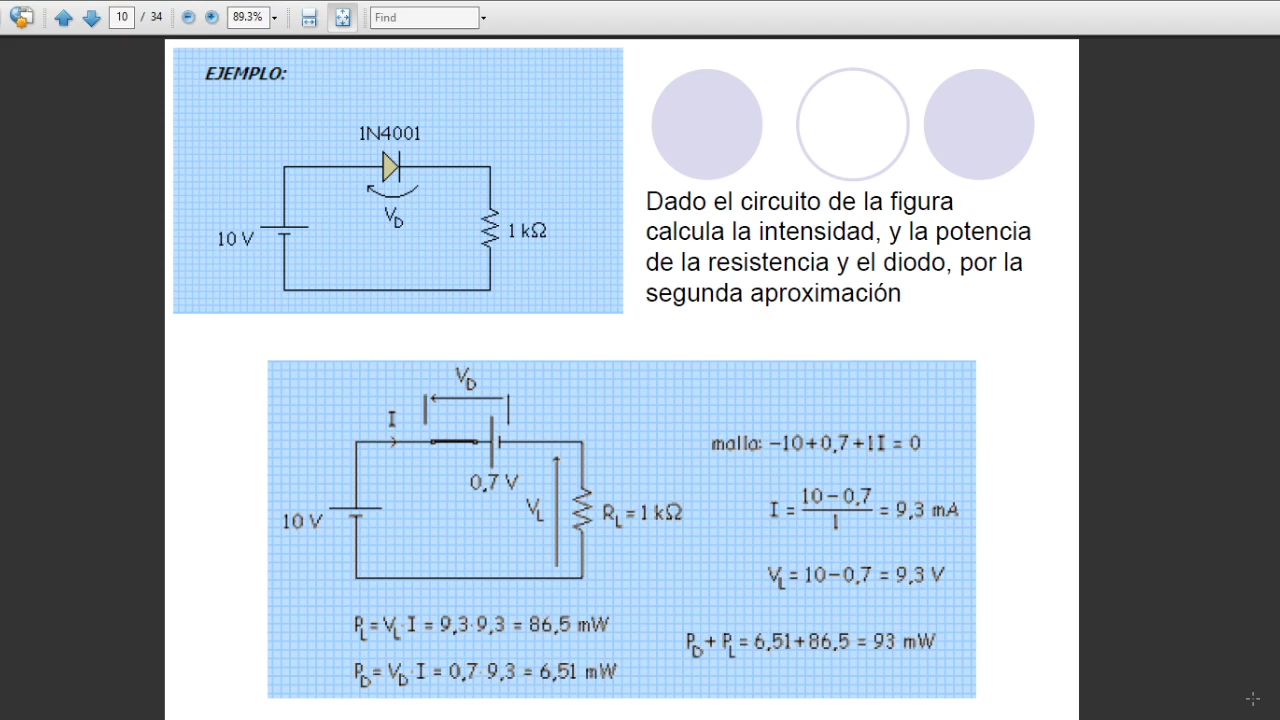 10 / 34
89.3%
Find
EJEMPLO:
1N4001
V_D
10 V
1 kΩ
Dado el circuito de la figura
calcula la intensidad, y la potencia
de la resistencia y el diodo, por la
segunda aproximación
V_D
I
0,7 V
10 V
V_L
R_L = 1 kΩ
malla: −10+0,7+1I = 0
I = (10 − 0,7)/1 = 9,3 mA
V_L = 10−0,7 = 9,3 V
P_L = V_L · I = 9,3·9,3 = 86,5 mW
P_D = V_D · I = 0,7·9,3 = 6,51 mW
P_D + P_L = 6,51+86,5 = 93 mW